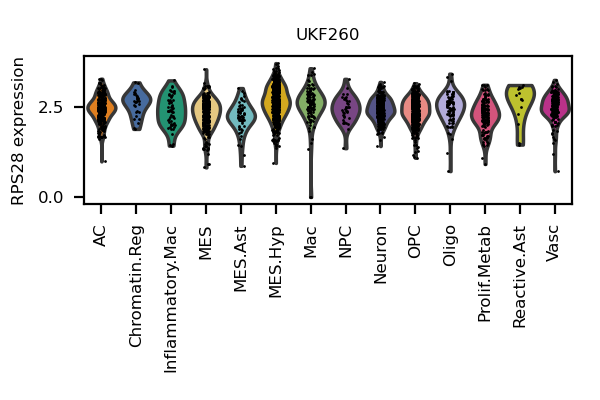 UKF260
RPS28 expression
2.5
0.0
AC
Chromatin.Reg
Inflammatory.Mac
MES
MES.Ast
MES.Hyp
Mac
NPC
Neuron
OPC
Oligo
Prolif.Metab
Reactive.Ast
Vasc